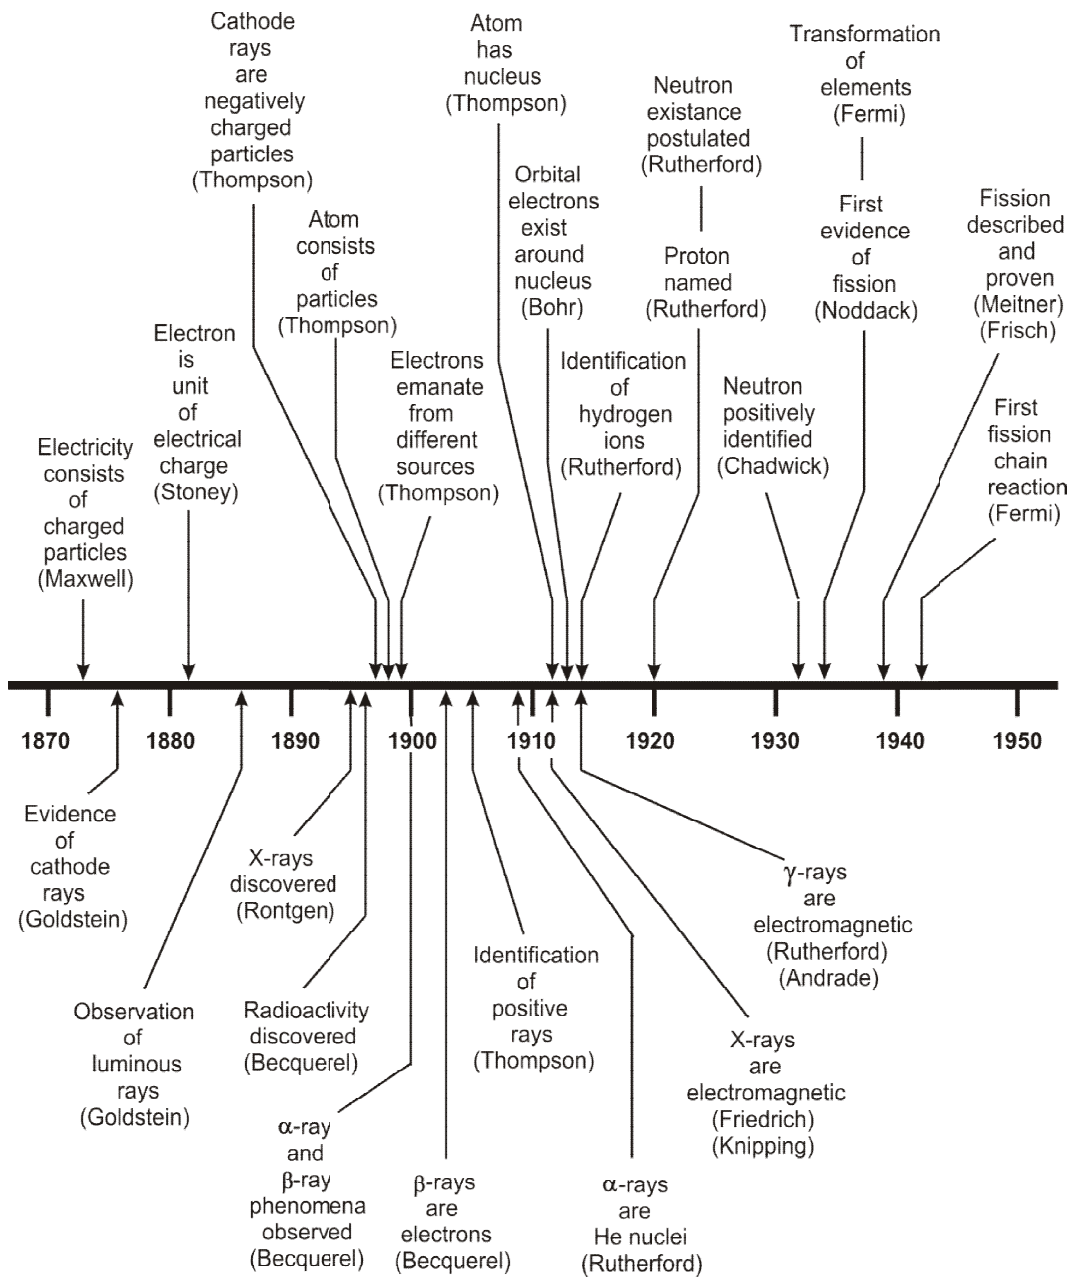 Cathode
rays
are
negatively
charged
particles
(Thompson)
Atom
has
nucleus
(Thompson)
Transformation
of
elements
(Fermi)
Neutron
existance
postulated
(Rutherford)
Orbital
electrons
exist
around
nucleus
(Bohr)
First
evidence
of
fission
(Noddack)
Fission
described
and
proven
(Meitner)
(Frisch)
Atom
consists
of
particles
(Thompson)
Proton
named
(Rutherford)
Electron
is
unit
of
electrical
charge
(Stoney)
Electrons
emanate
from
different
sources
(Thompson)
Identification
of
hydrogen
ions
(Rutherford)
Neutron
positively
identified
(Chadwick)
First
fission
chain
reaction
(Fermi)
Electricity
consists
of
charged
particles
(Maxwell)
1870 1880 1890 1900 1910 1920 1930 1940 1950
Evidence
of
cathode
rays
(Goldstein)
X-rays
discovered
(Rontgen)
γ-rays
are
electromagnetic
(Rutherford)
(Andrade)
Identification
of
positive
rays
(Thompson)
Observation
of
luminous
rays
(Goldstein)
Radioactivity
discovered
(Becquerel)
X-rays
are
electromagnetic
(Friedrich)
(Knipping)
α-ray
and
β-ray
phenomena
observed
(Becquerel)
β-rays
are
electrons
(Becquerel)
α-rays
are
He nuclei
(Rutherford)